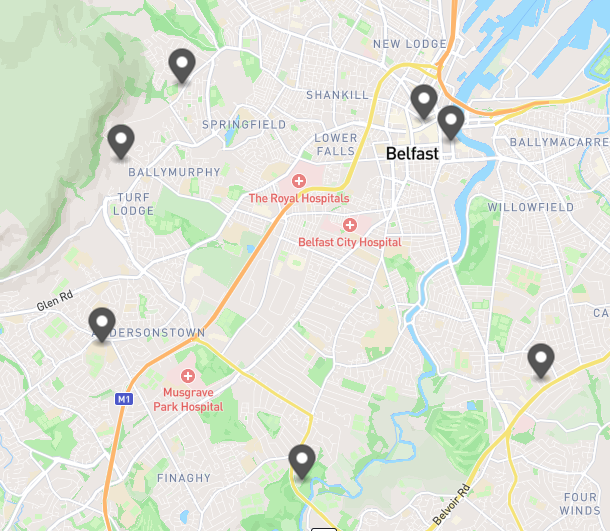 NEW LODGE
SHANKILL
SPRINGFIELD
LOWER
FALLS
BALLYMACARRE
Belfast
BALLYMURPHY
The Royal Hospitals
TURF
LODGE
WILLOWFIELD
Belfast City Hospital
Glen Rd
CA
ANDERSONSTOWN
Musgrave
Park Hospital
M1
FINAGHY
Belvoir Rd
FOUR
WINDS